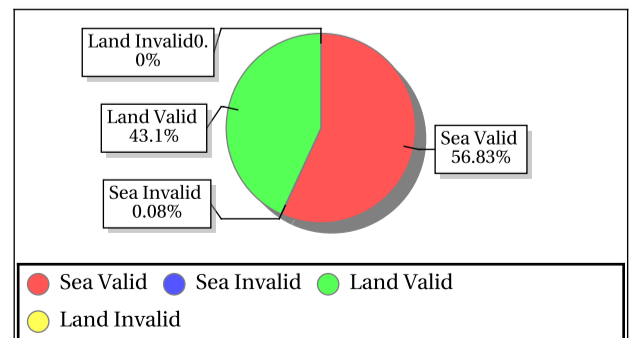 Land Invalid0.
0%
Land Valid
43.1%
Sea Valid
56.83%
Sea Invalid
0.08%
Sea Valid
Sea Invalid
Land Valid
Land Invalid